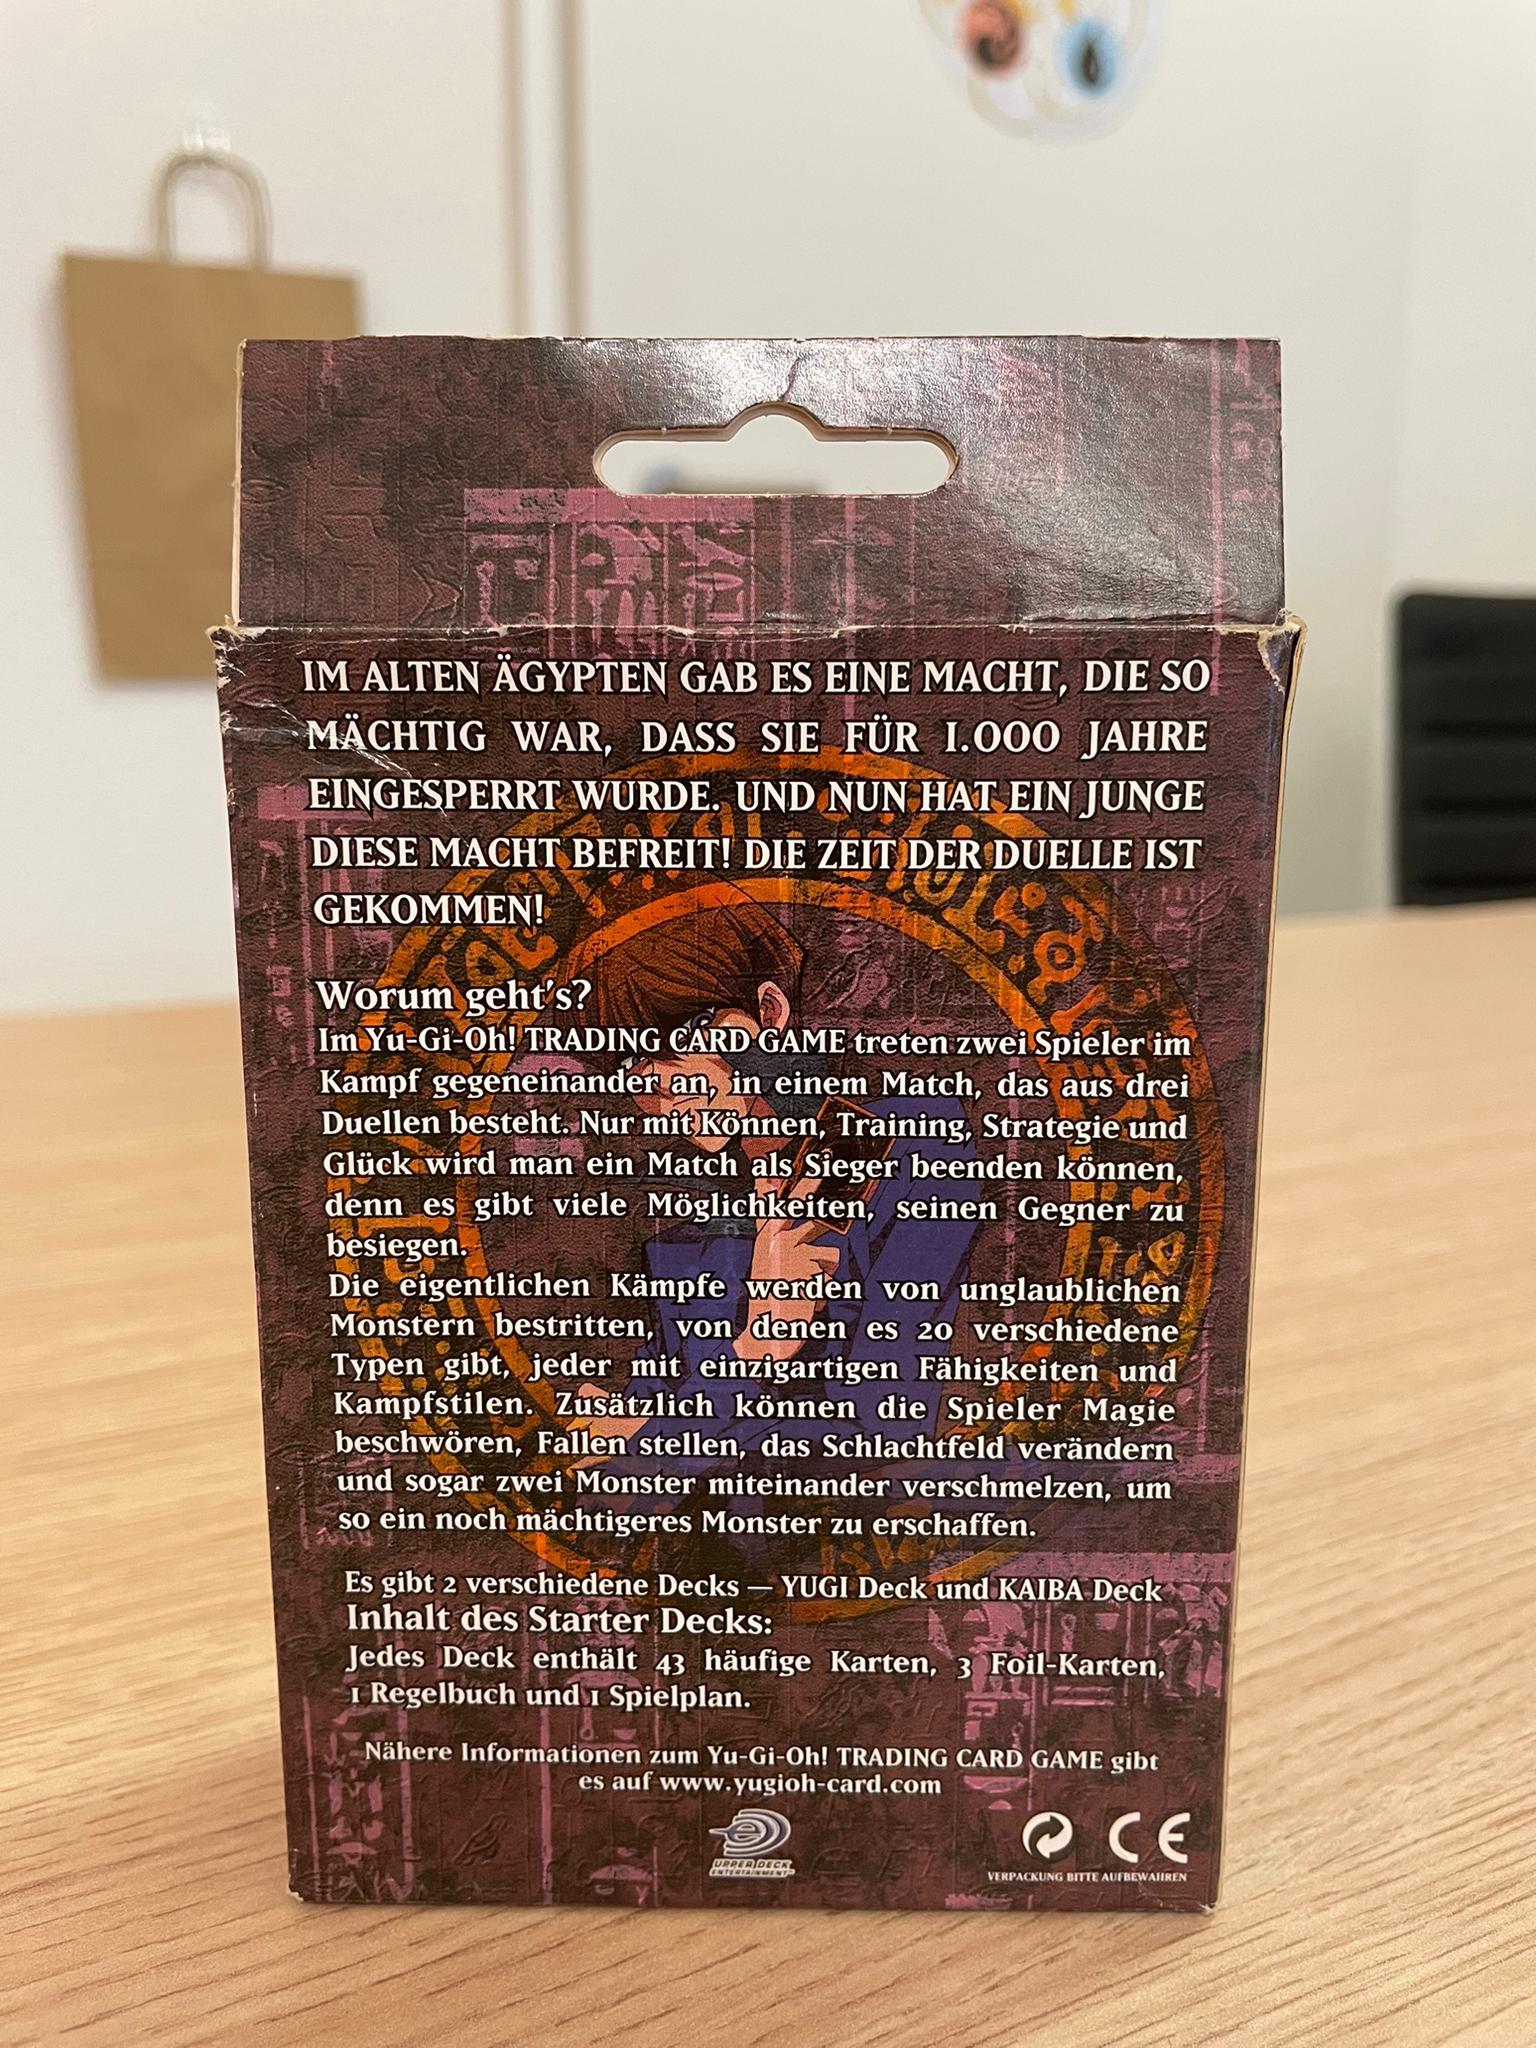 IM ALTEN ÄGYPTEN GAB ES EINE MACHT, DIE SO
MÄCHTIG WAR, DASS SIE FÜR 1.000 JAHRE
EINGESPERRT WURDE. UND NUN HAT EIN JUNGE
DIESE MACHT BEFREIT! DIE ZEIT DER DUELLE IST
GEKOMMEN!
Worum geht's?
Im Yu-Gi-Oh! TRADING CARD GAME treten zwei Spieler im
Kampf gegeneinander an, in einem Match, das aus drei
Duellen besteht. Nur mit Können, Training, Strategie und
Glück wird man ein Match als Sieger beenden können,
denn es gibt viele Möglichkeiten, seinen Gegner zu
besiegen.
Die eigentlichen Kämpfe werden von unglaublichen
Monstern bestritten, von denen es 20 verschiedene
Typen gibt, jeder mit einzigartigen Fähigkeiten und
Kampfstilen. Zusätzlich können die Spieler Magie
beschwören, Fallen stellen, das Schlachtfeld verändern
und sogar zwei Monster miteinander verschmelzen, um
so ein noch mächtigeres Monster zu erschaffen.
Es gibt 2 verschiedene Decks — YUGI Deck und KAIBA Deck
Inhalt des Starter Decks:
Jedes Deck enthält 43 häufige Karten, 3 Foil-Karten,
1 Regelbuch und 1 Spielplan.
Nähere Informationen zum Yu-Gi-Oh! TRADING CARD GAME gibt
es auf www.yugioh-card.com
UPPER DECK
ENTERTAINMENT
CE
VERPACKUNG BITTE AUFBEWAHREN